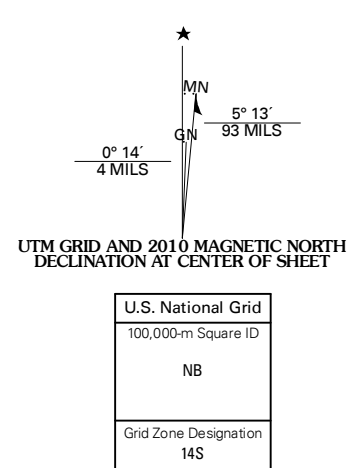 MN
5° 13´
93 MILS
GN
0° 14´
4 MILS
UTM GRID AND 2010 MAGNETIC NORTH
DECLINATION AT CENTER OF SHEET
U.S. National Grid
100,000-m Square ID
NB
Grid Zone Designation
14S